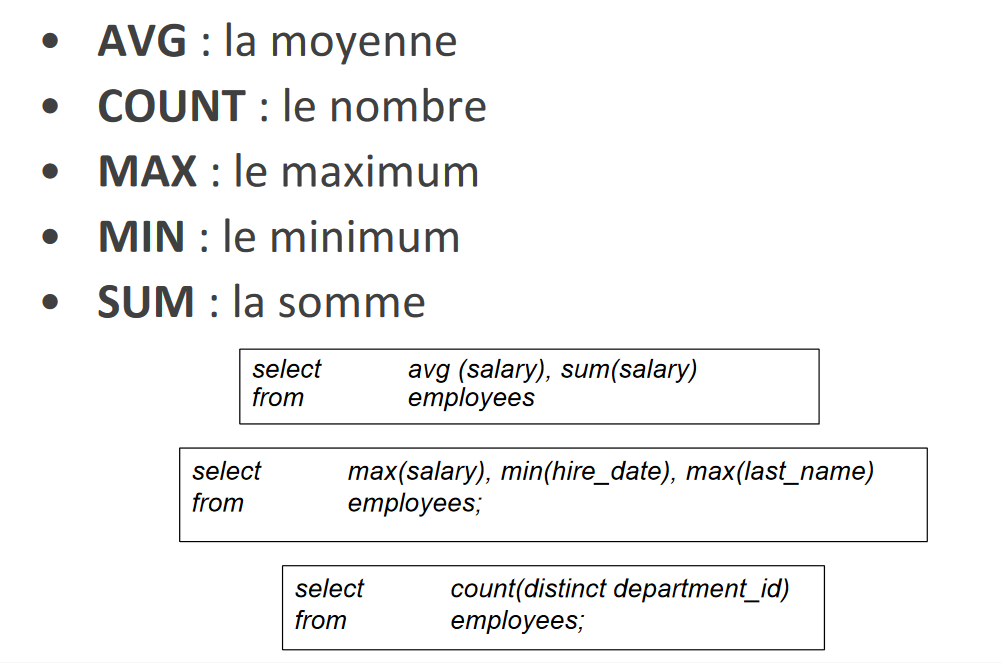 • AVG : la moyenne
• COUNT : le nombre
• MAX : le maximum
• MIN : le minimum
• SUM : la somme
select avg (salary), sum(salary)
from employees
select max(salary), min(hire_date), max(last_name)
from employees;
select count(distinct department_id)
from employees;